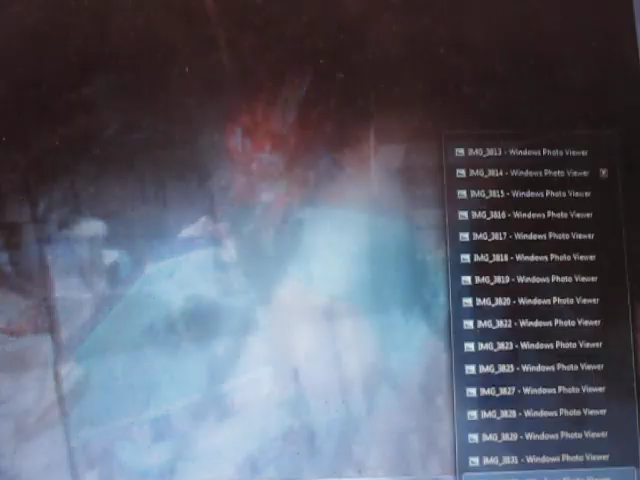 IMG_3813 - Windows Photo Viewer
IMG_3814 - Windows Photo Viewer
IMG_3815 - Windows Photo Viewer
IMG_3816 - Windows Photo Viewer
IMG_3817 - Windows Photo Viewer
IMG_3818 - Windows Photo Viewer
IMG_3819 - Windows Photo Viewer
IMG_3820 - Windows Photo Viewer
IMG_3822 - Windows Photo Viewer
IMG_3823 - Windows Photo Viewer
IMG_3825 - Windows Photo Viewer
IMG_3827 - Windows Photo Viewer
IMG_3828 - Windows Photo Viewer
IMG_3829 - Windows Photo Viewer
IMG_3831 - Windows Photo Viewer